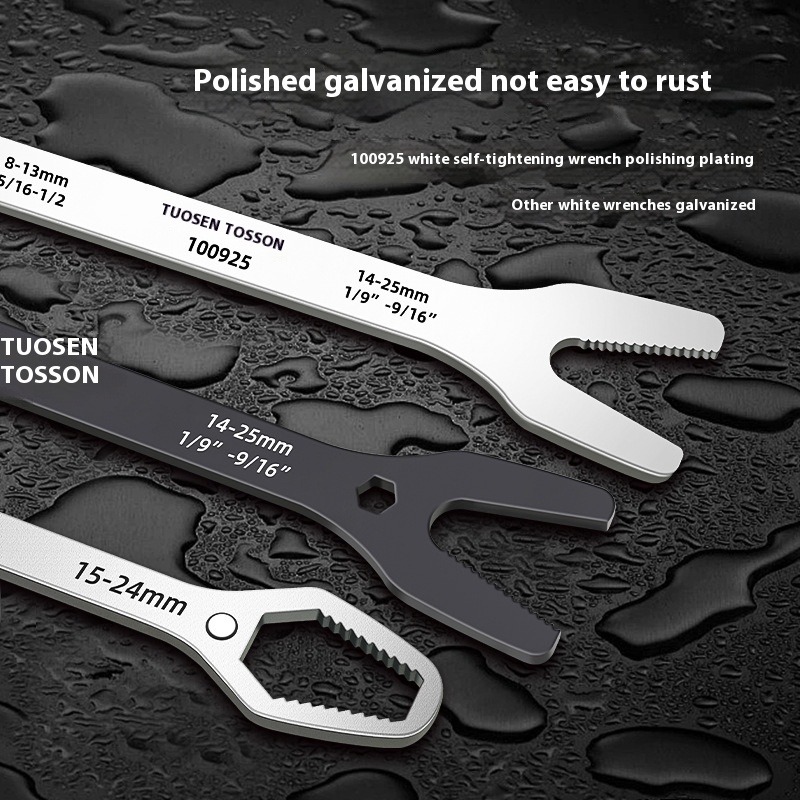 Polished galvanized not easy to rust
100925 white self-tightening wrench polishing plating
Other white wrenches galvanized
8-13mm
5/16-1/2
TUOSEN TOSSON
100925
14-25mm
1/9” -9/16”
TUOSEN
TOSSON
14-25mm
1/9” -9/16”
15-24mm